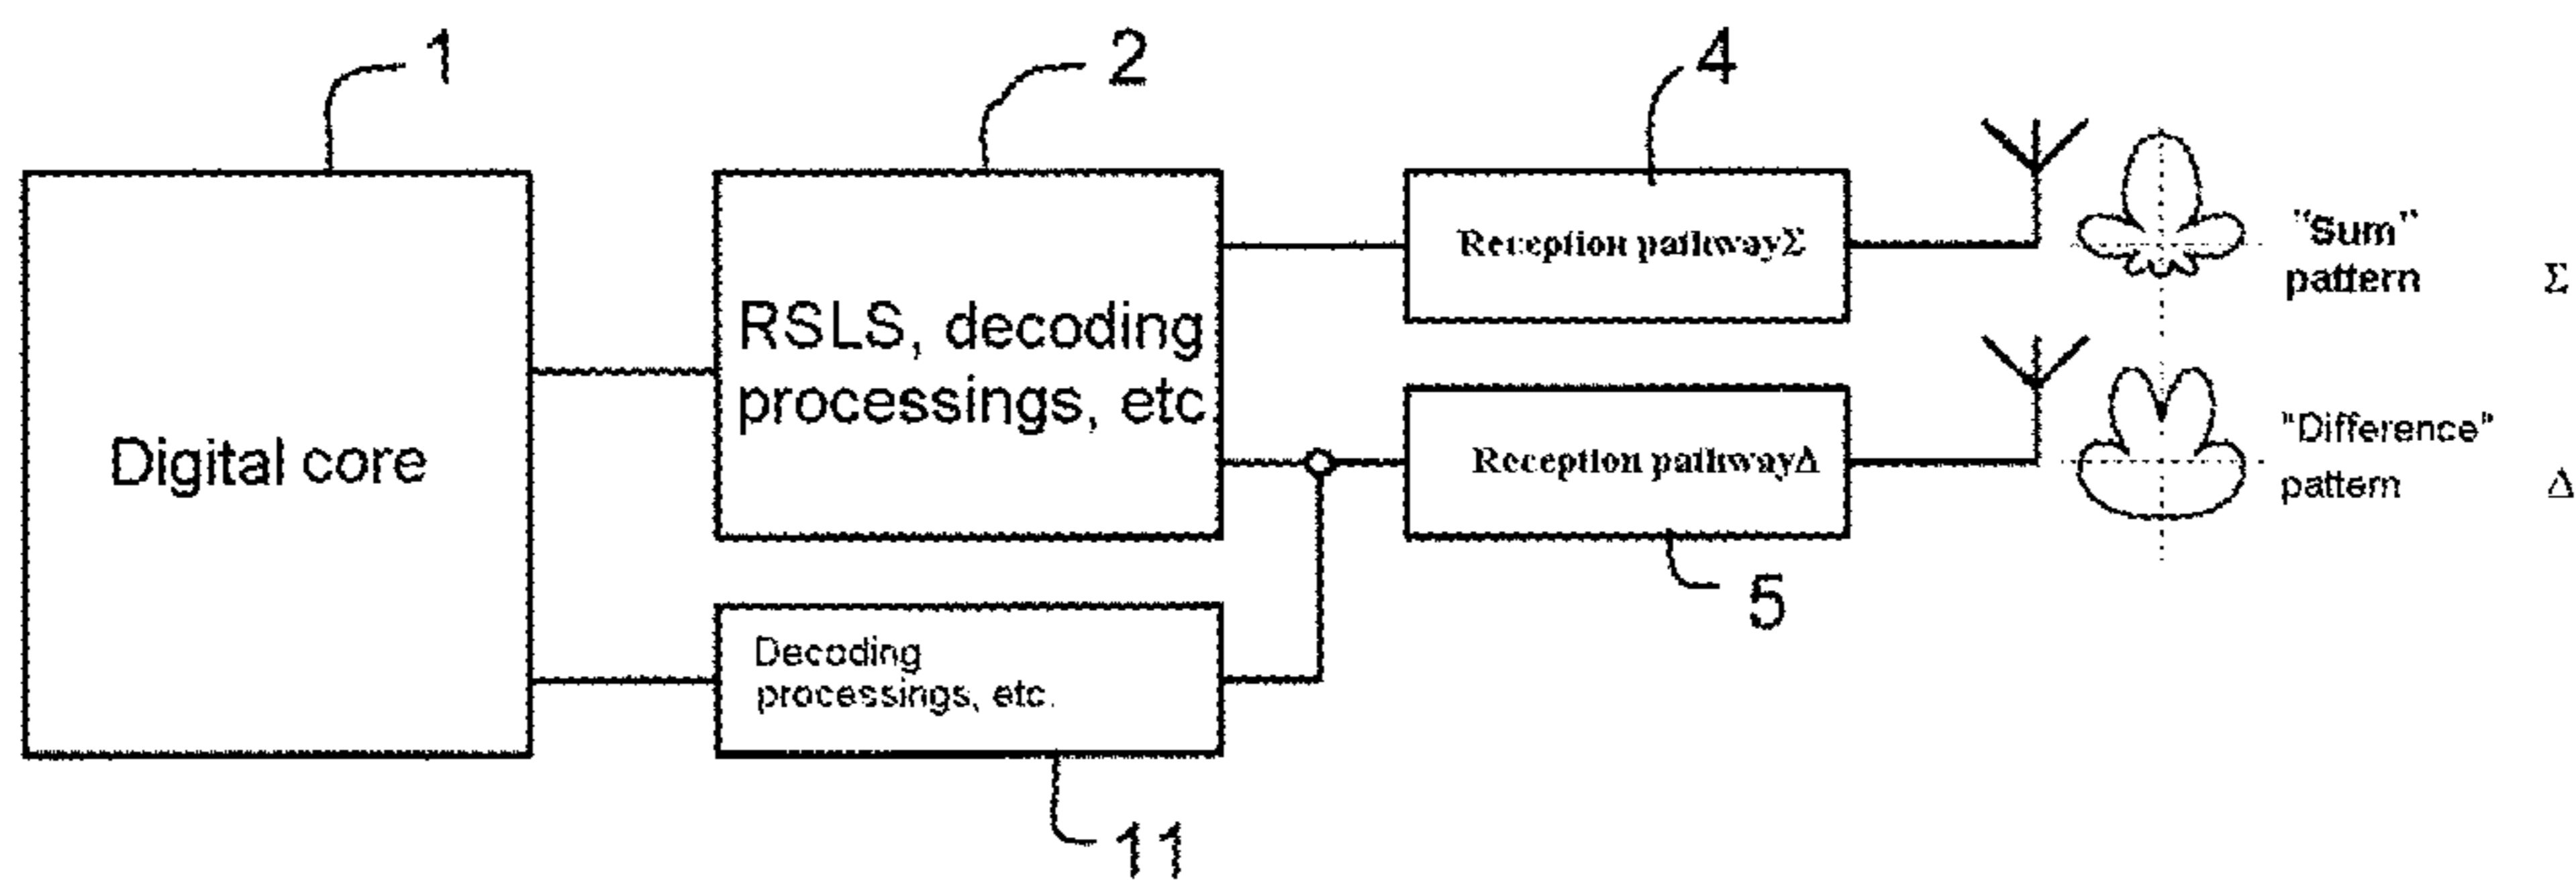 1
2
4
Digital core
RSLS, decoding
processings, etc.
Reception pathwayΣ
"Sum"
pattern Σ
Reception pathwayΔ
"Difference"
pattern Δ
5
Decoding
processings, etc.
11